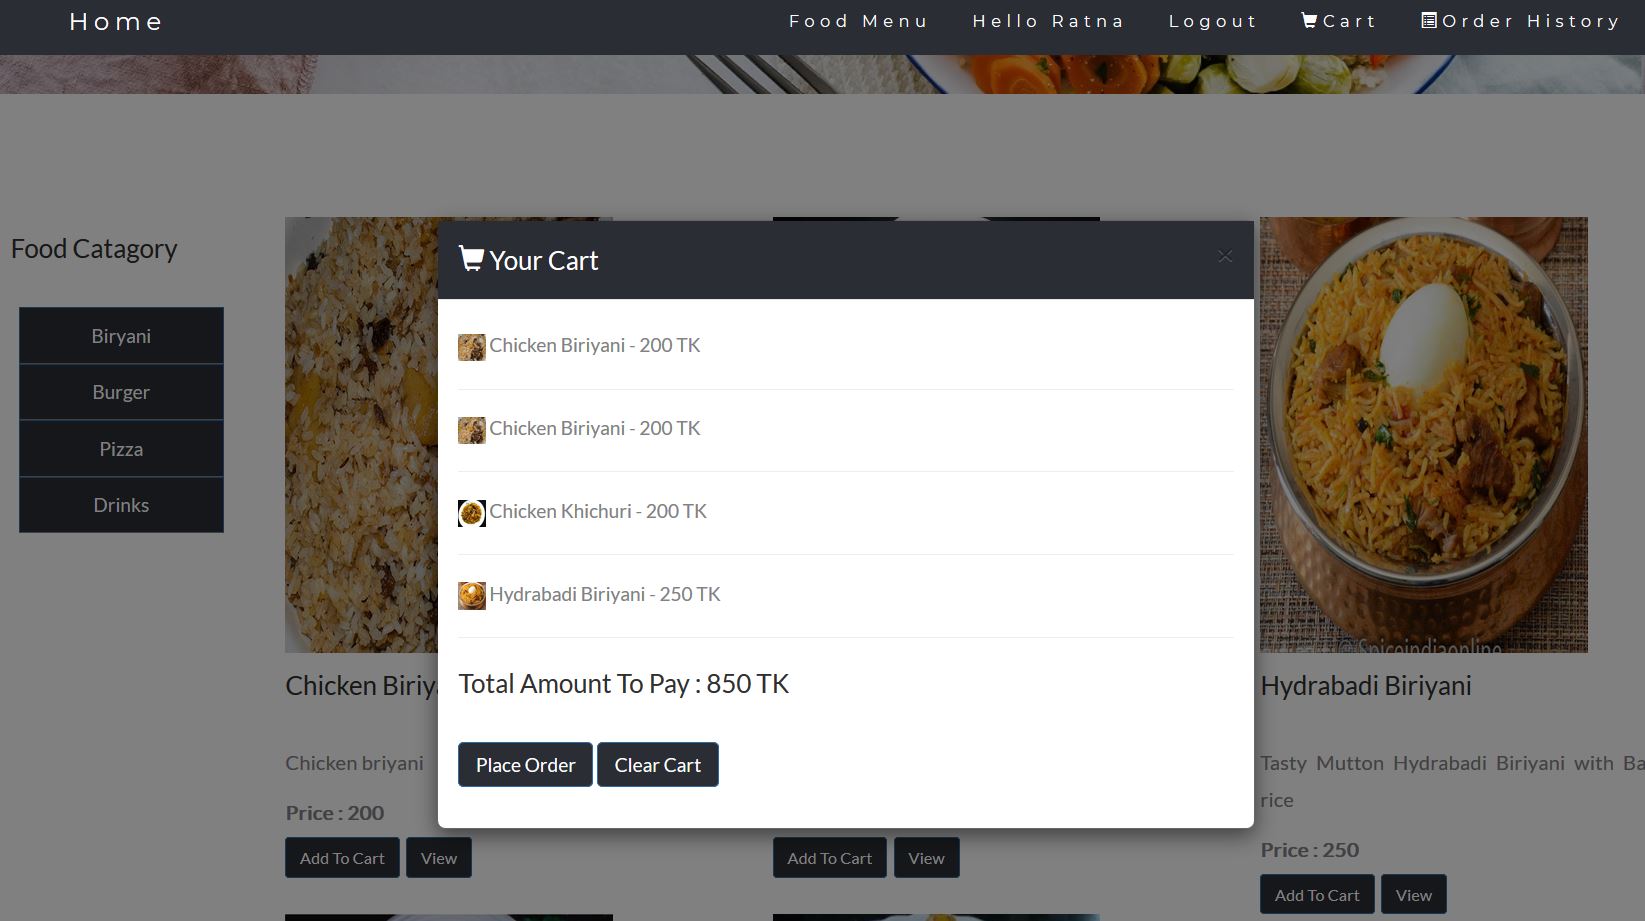 Home
Food Menu
Hello Ratna
Logout
Cart
Order History
Food Catagory
Biryani
Burger
Pizza
Drinks
Your Cart
×
Chicken Biriyani - 200 TK
Chicken Biriyani - 200 TK
Chicken Khichuri - 200 TK
Hydrabadi Biriyani - 250 TK
Total Amount To Pay : 850 TK
Place Order
Clear Cart
Chicken Biriy
Chicken briyani
Price : 200
Add To Cart
View
Add To Cart
View
Spiceindiaonline
Hydrabadi Biriyani
Tasty Mutton Hydrabadi Biriyani with Ba
rice
Price : 250
Add To Cart
View